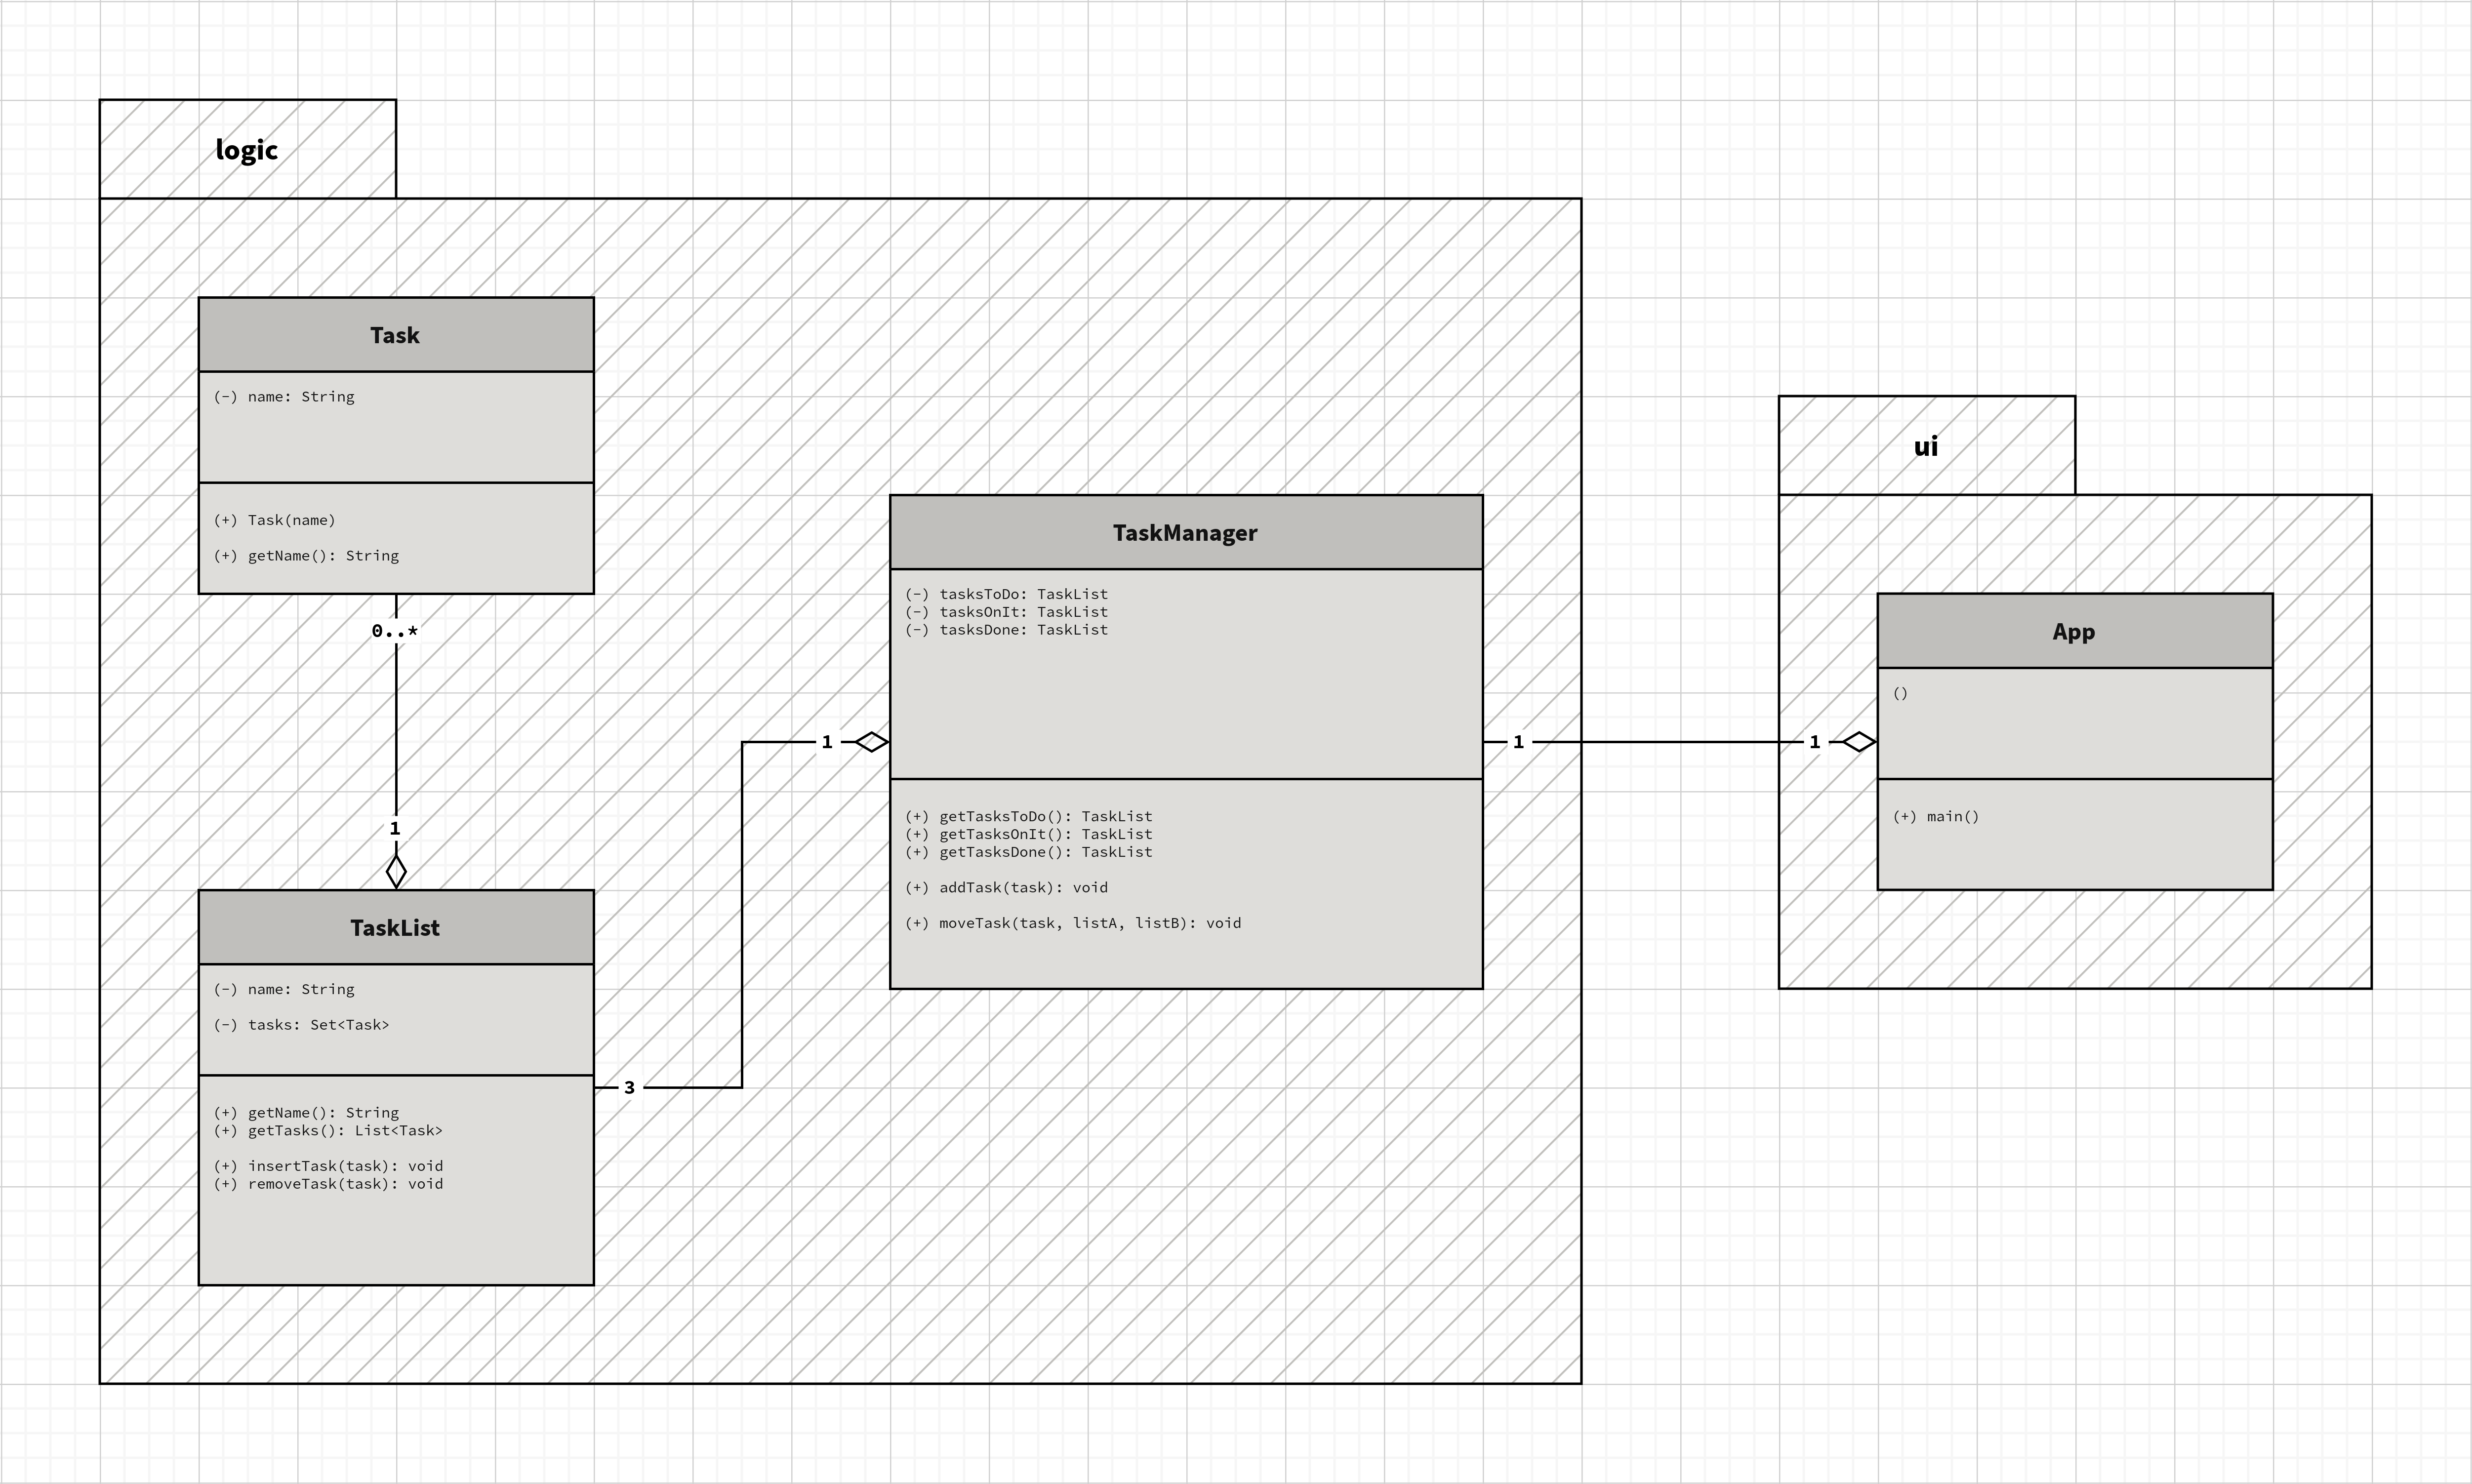 logic
Task
(-) name: String
(+) Task(name)
(+) getName(): String
0..*
1
TaskList
(-) name: String
(-) tasks: Set<Task>
(+) getName(): String
(+) getTasks(): List<Task>
(+) insertTask(task): void
(+) removeTask(task): void
3
1
TaskManager
(-) tasksToDo: TaskList
(-) tasksOnIt: TaskList
(-) tasksDone: TaskList
(+) getTasksToDo(): TaskList
(+) getTasksOnIt(): TaskList
(+) getTasksDone(): TaskList
(+) addTask(task): void
(+) moveTask(task, listA, listB): void
1
1
ui
App
()
(+) main()